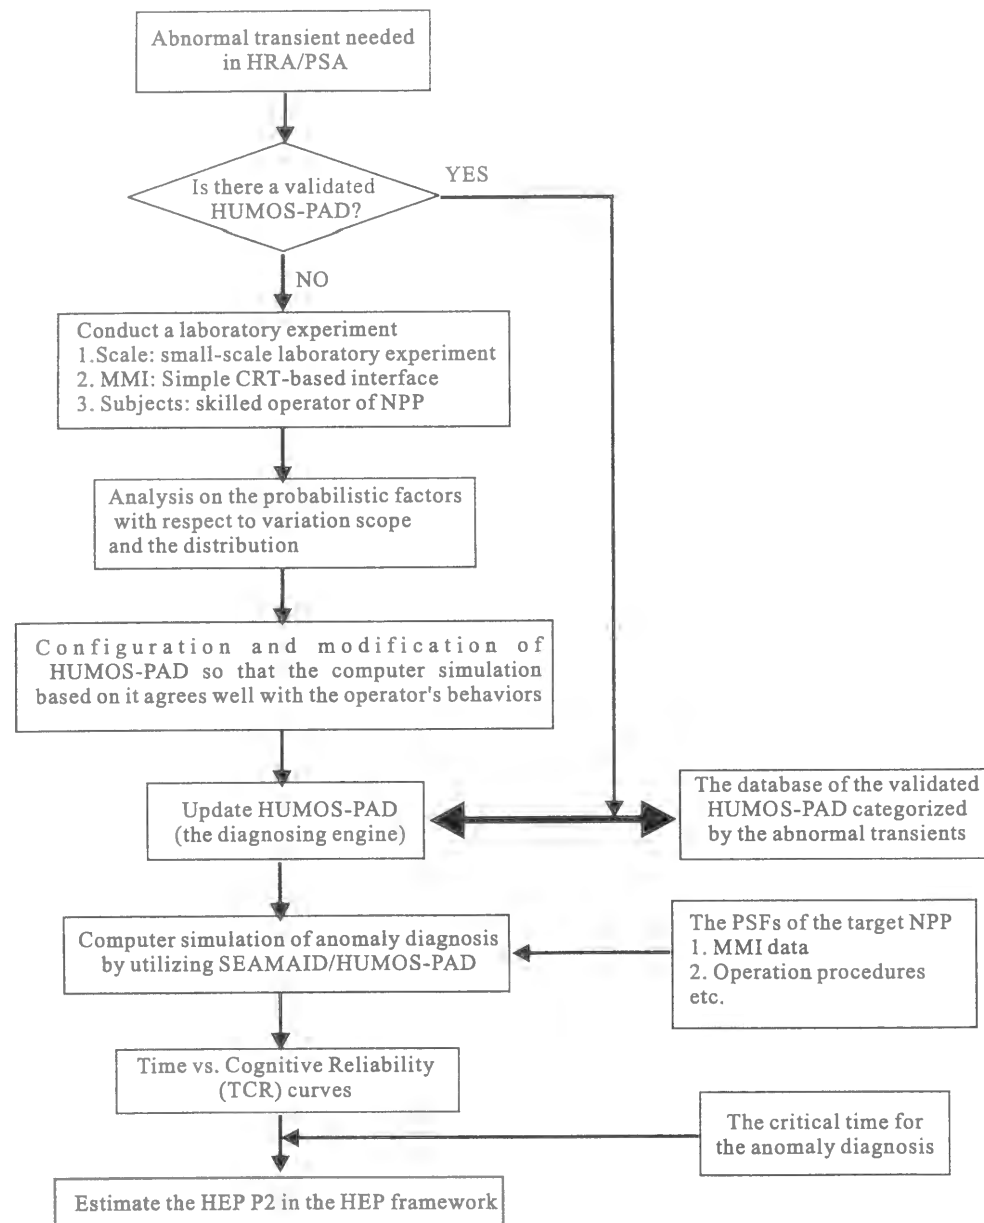 Abnormal transient needed
in HRA/PSA
Is there a validated
HUMOS-PAD?
YES
NO
Conduct a laboratory experiment
1.Scale: small-scale laboratory experiment
2. MMI: Simple CRT-based interface
3. Subjects: skilled operator of NPP
Analysis on the probabilistic factors
with respect to variation scope
and the distribution
Configuration and modification of
HUMOS-PAD so that the computer simulation
based on it agrees well with the operator's behaviors
Update HUMOS-PAD
(the diagnosing engine)
The database of the validated
HUMOS-PAD categorized
by the abnormal transients
Computer simulation of anomaly diagnosis
by utilizing SEAMAID/HUMOS-PAD
The PSFs of the target NPP
1. MMI data
2. Operation procedures
etc.
Time vs. Cognitive Reliability
(TCR) curves
The critical time for
the anomaly diagnosis
Estimate the HEP P2 in the HEP framework